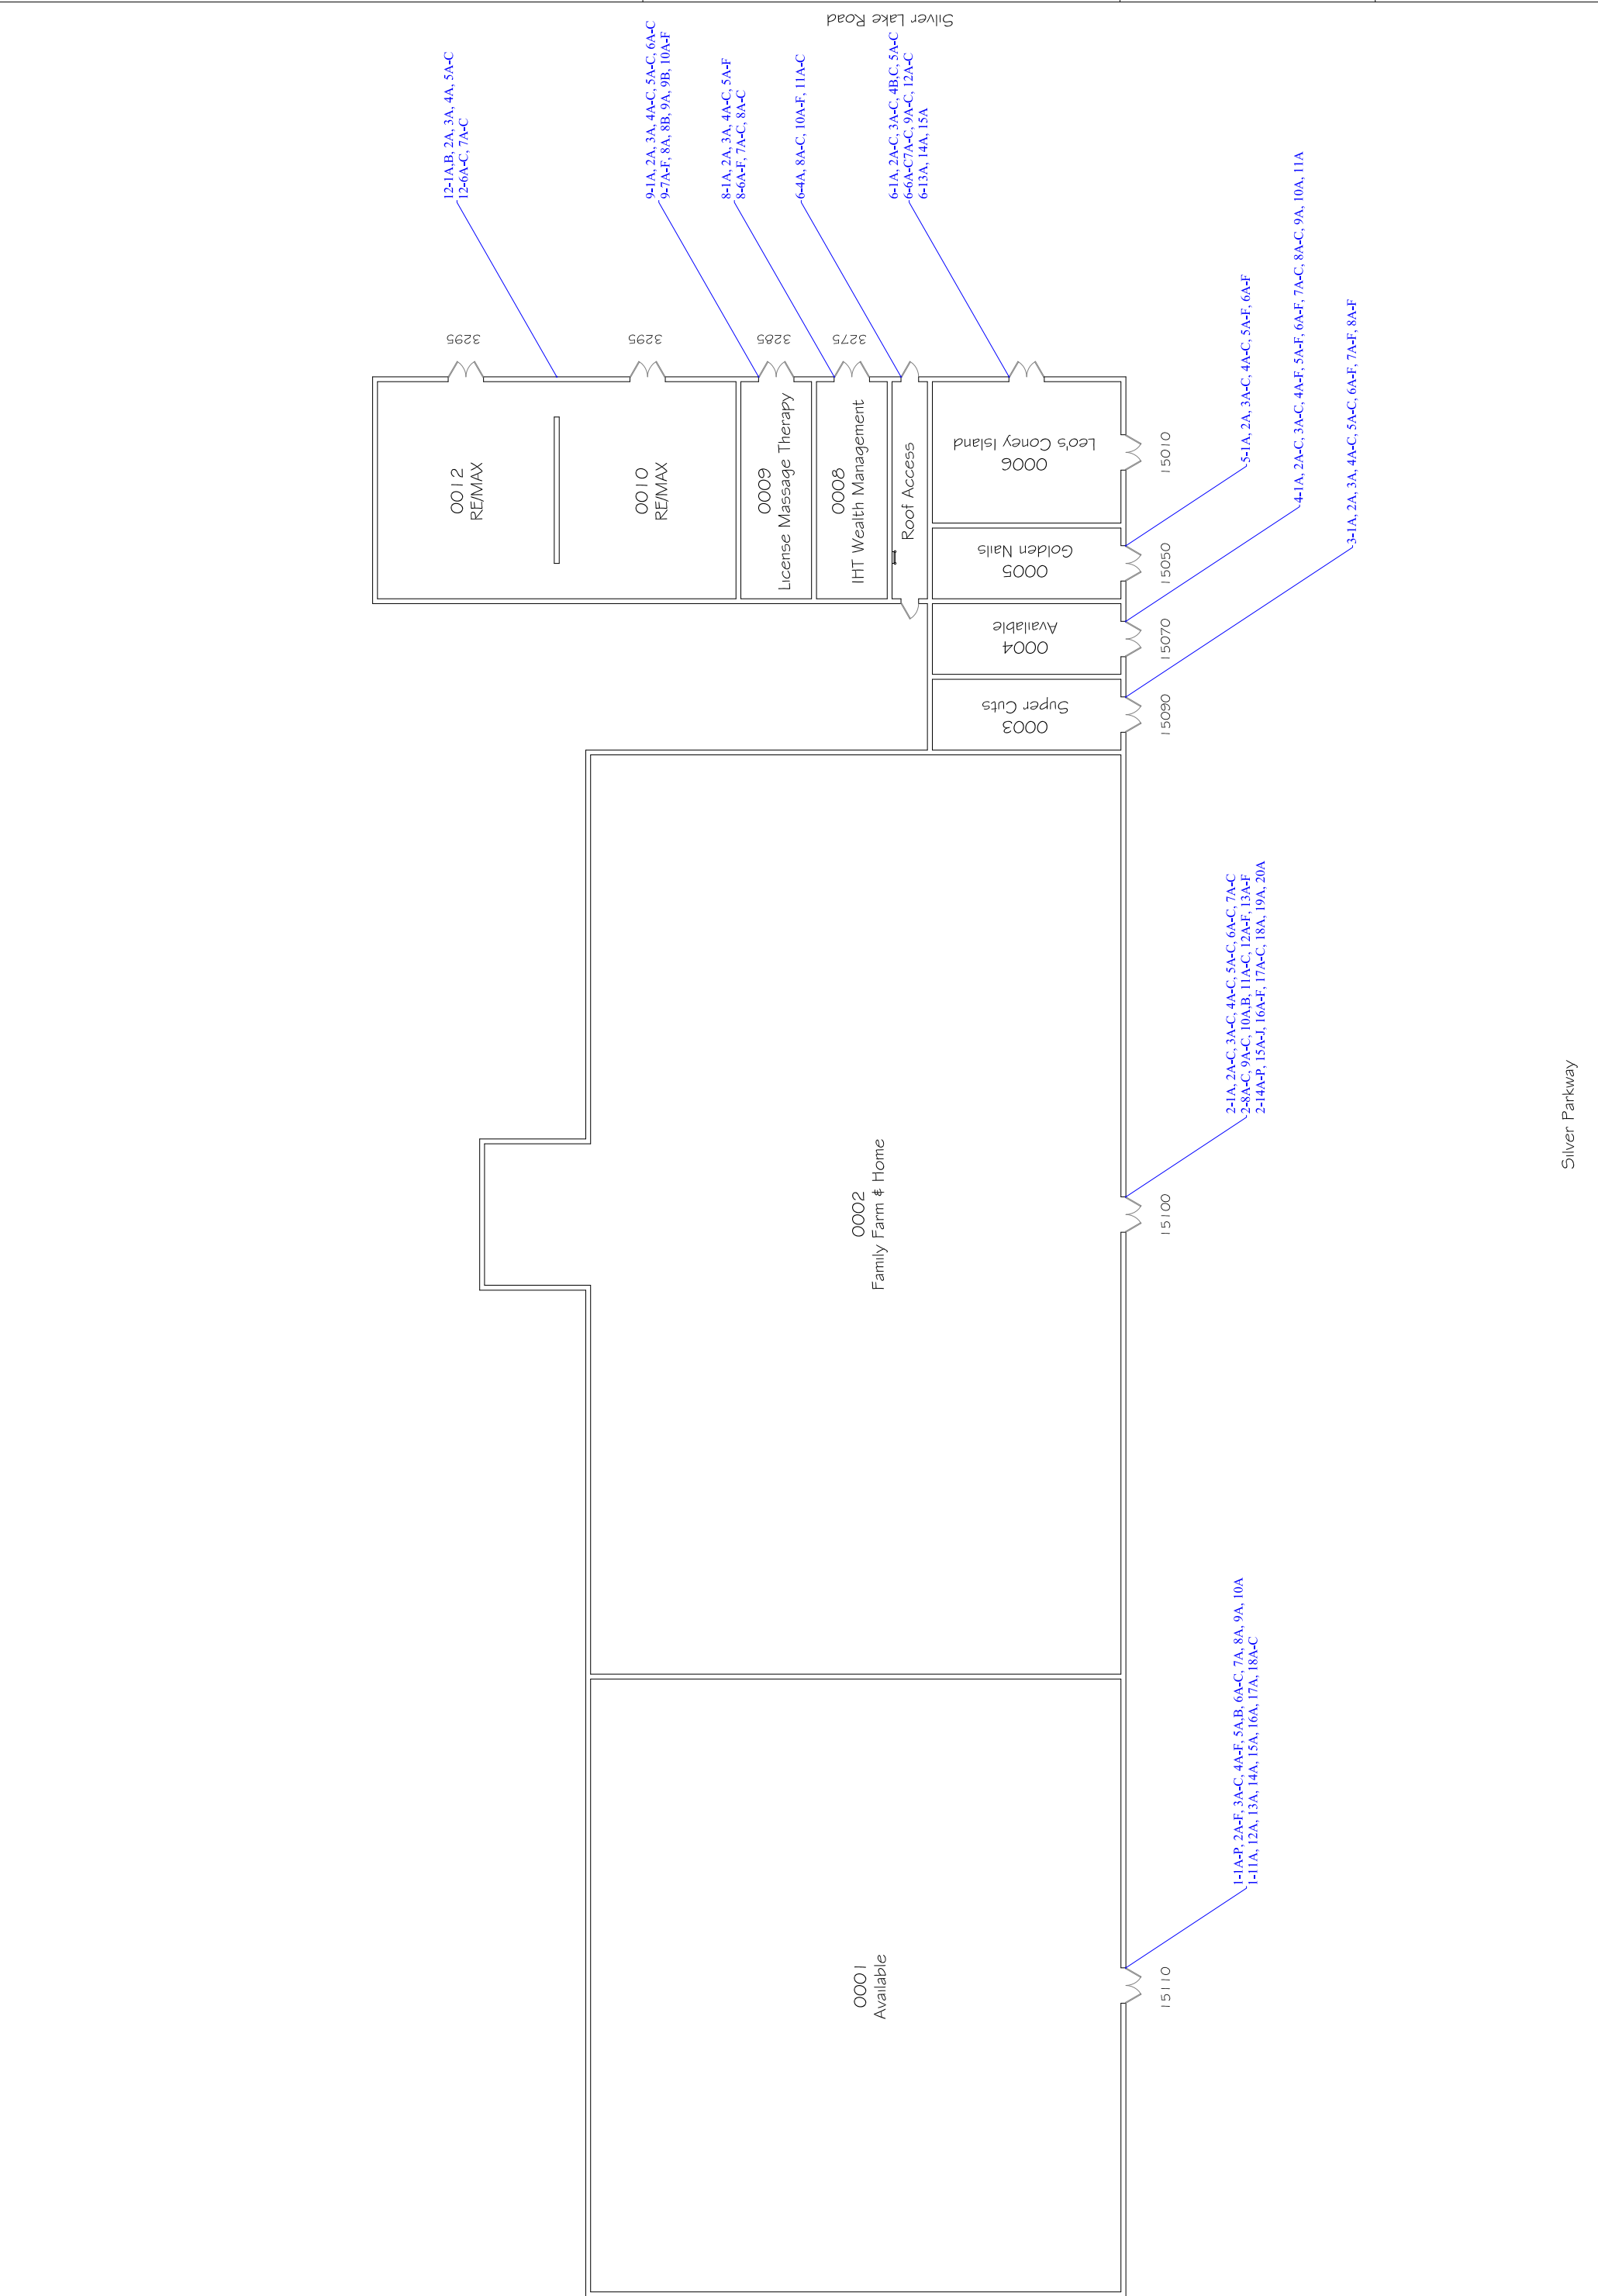 Silver Lake Road
12-1A,B, 2A, 3A, 4A, 5A-C
12-6A-C, 7A-C
9-1A, 2A, 3A, 4A-C, 5A-C, 6A-C
9-7A-F, 8A, 8B, 9A, 9B, 10A-F
8-1A, 2A, 3A, 4A-C, 5A-F
8-6A-F, 7A-C, 8A-C
6-4A, 8A-C, 10A-F, 11A-C
6-1A, 2A-C, 3A-C, 4B,C, 5A-C
6-6A-C7A-C, 9A-C, 12A-C
6-13A, 14A, 15A
5-1A, 2A, 3A-C, 4A-C, 5A-F, 6A-F
4-1A, 2A-C, 3A-C, 4A-F, 5A-F, 6A-F, 7A-C, 8A-C, 9A, 10A, 11A
3-1A, 2A, 3A, 4A-C, 5A-C, 6A-F, 7A-F, 8A-F
3295
3295
3285
3275
0012
RE/MAX
0010
RE/MAX
0009
License Massage Therapy
0008
IHT Wealth Management
Roof Access
0006
Leo's Coney Island
15010
0005
Golden Nails
15050
0004
Available
15070
0003
Super Cuts
15090
2-1A, 2A-C, 3A-C, 4A-C, 5A-C, 6A-C, 7A-C
2-8A-C, 9A-C, 10A,B, 11A-C, 12A-F, 13A-F
2-14A-P, 15A-J, 16A-F, 17A-C, 18A, 19A, 20A
0002
Family Farm & Home
15100
Silver Parkway
1-1A-P, 2A-F, 3A-C, 4A-F, 5A,B, 6A-C, 7A, 8A, 9A, 10A
1-11A, 12A, 13A, 14A, 15A, 16A, 17A, 18A-C
0001
Available
15110